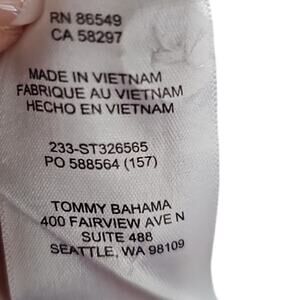 RN 86549
CA 58297
MADE IN VIETNAM
FABRIQUE AU VIETNAM
HECHO EN VIETNAM
233-ST326565
PO 588564 (157)
TOMMY BAHAMA
400 FAIRVIEW AVE N
SUITE 488
SEATTLE, WA 98109